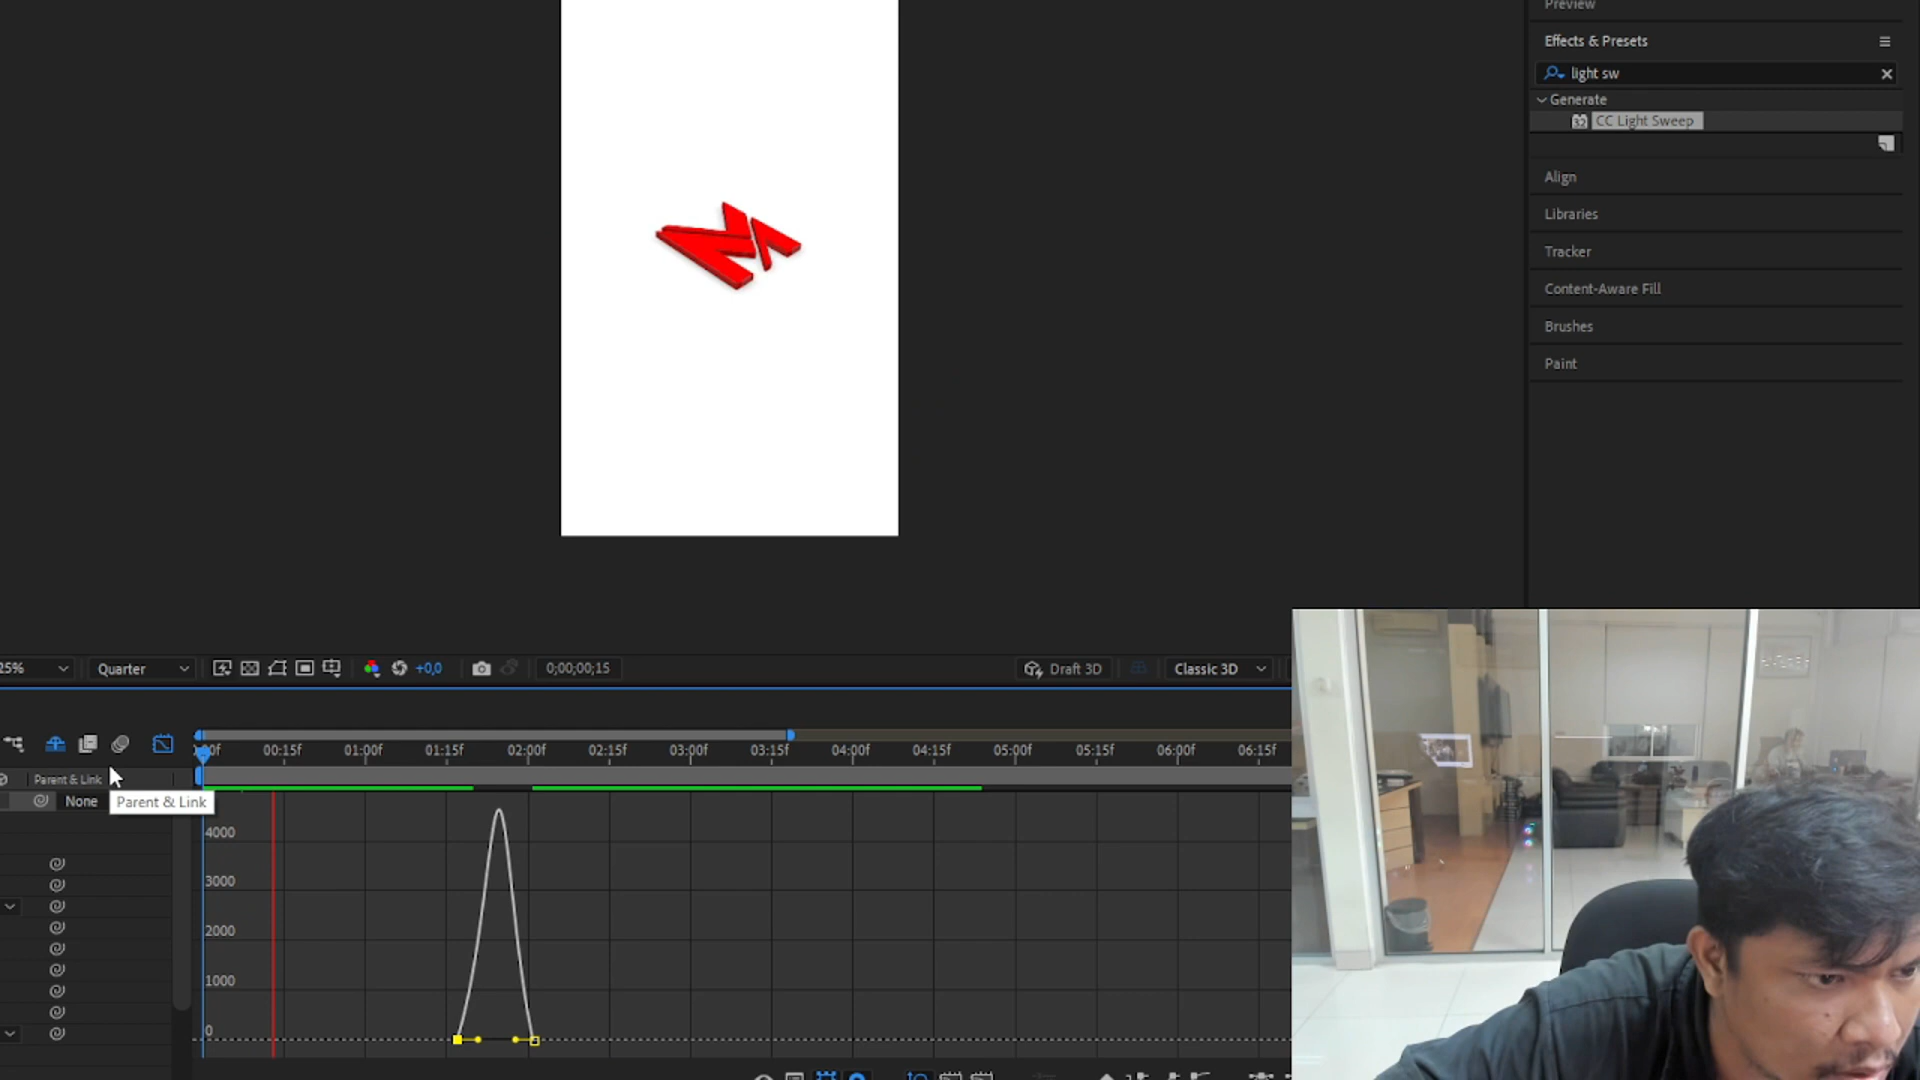 Preview
Effects & Presets
light sw
Generate
32 CC Light Sweep
Align
Libraries
Tracker
Content-Aware Fill
Brushes
Paint
25% Quarter +0,0 0;00;00;15 Draft 3D Classic 3D
00f 00:15f 01:00f 01:15f 02:00f 02:15f 03:00f 03:15f 04:00f 04:15f 05:00f 05:15f 06:00f 06:15f
Parent & Link
None
Parent & Link
4000
3000
2000
1000
0